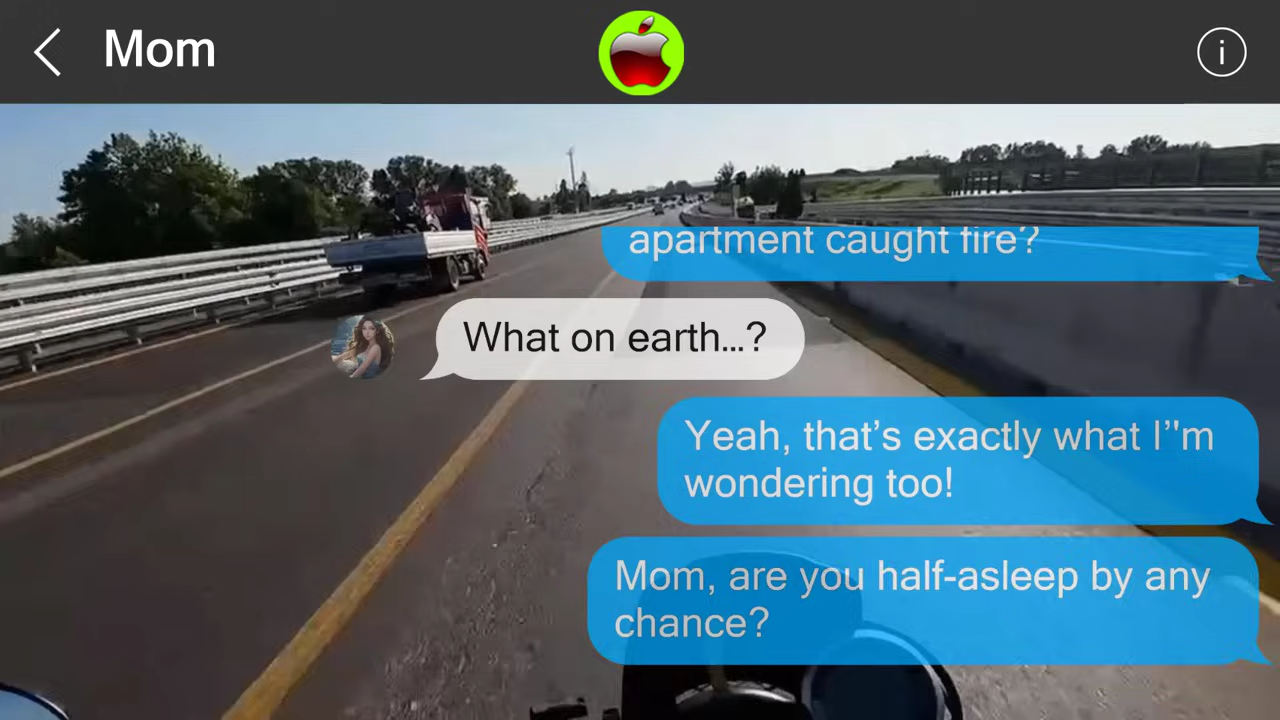 Mom
i
apartment caught fire?
What on earth...?
Yeah, that’s exactly what I’'m
wondering too!
Mom, are you half-asleep by any
chance?